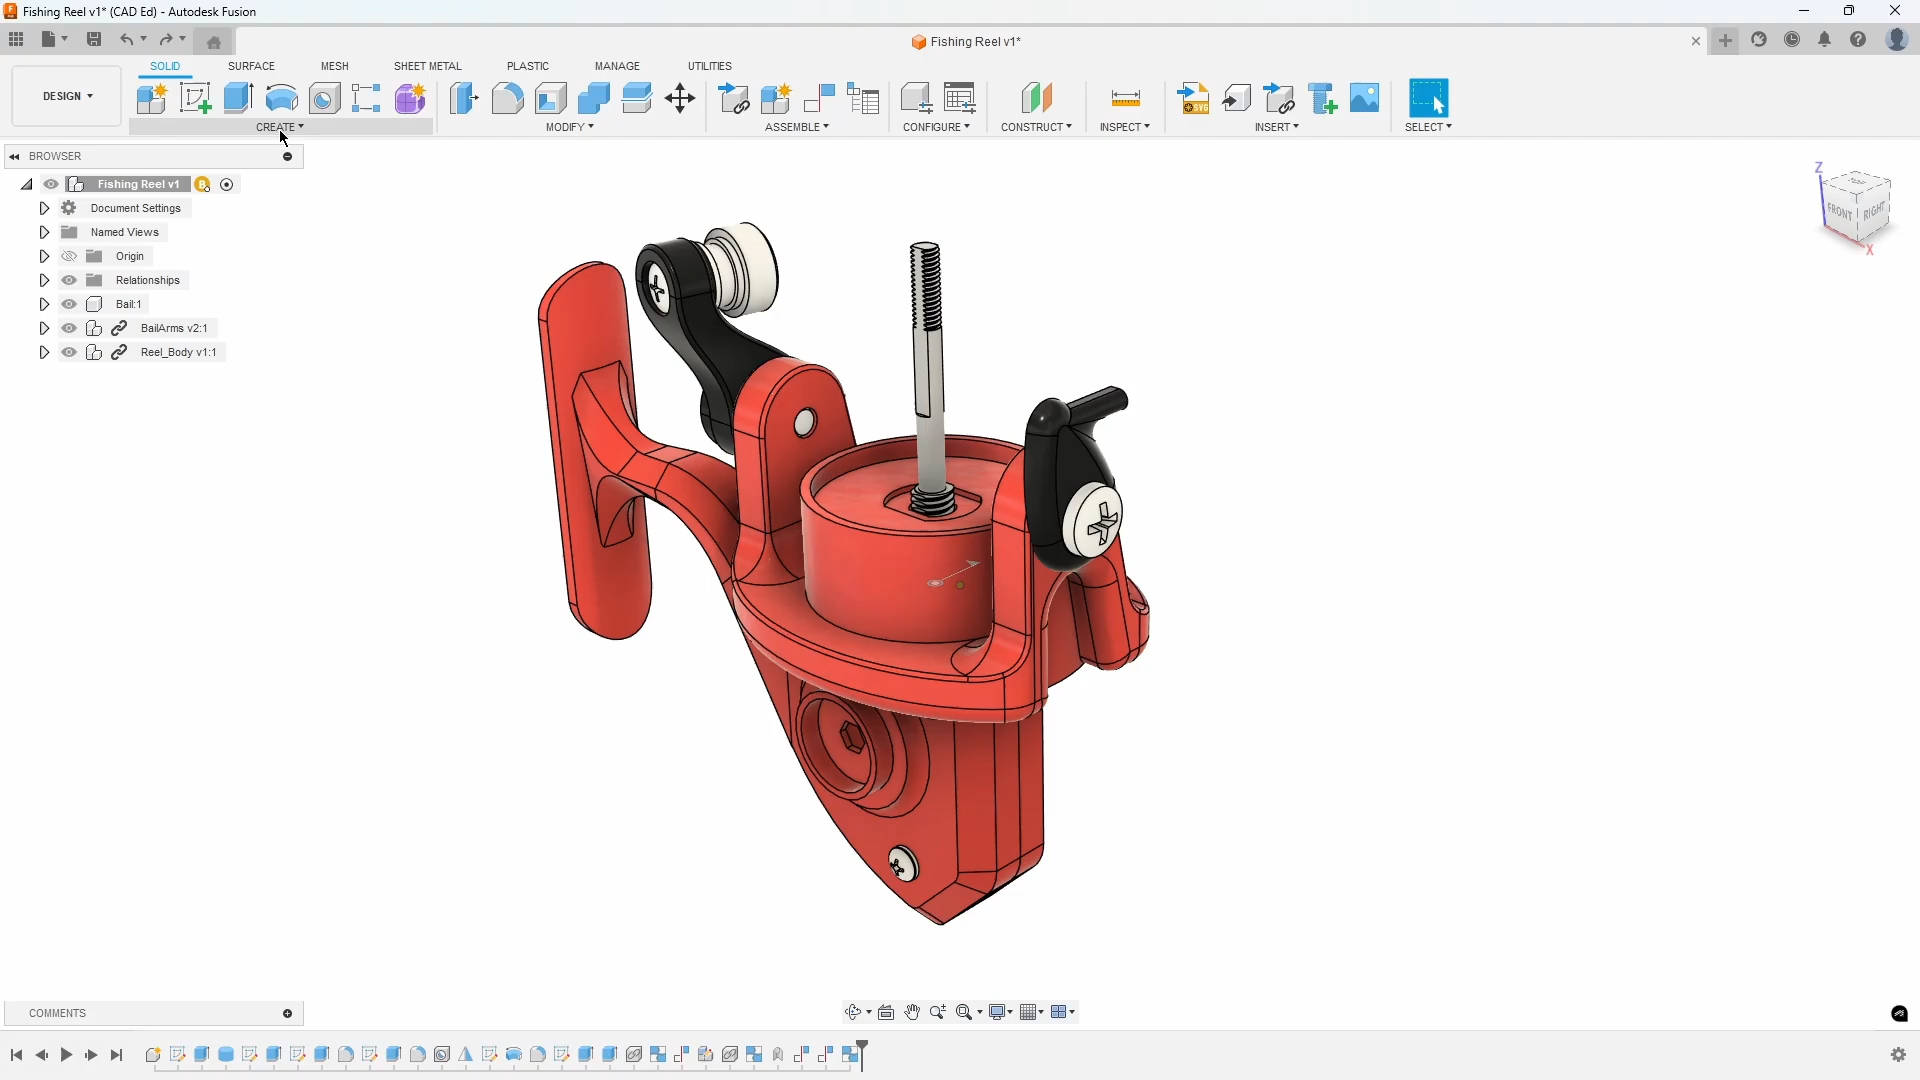 Fishing Reel v1* (CAD Ed) - Autodesk Fusion
Fishing Reel v1*
SOLID SURFACE MESH SHEET METAL PLASTIC MANAGE UTILITIES
DESIGN
SVG
CREATE MODIFY ASSEMBLE CONFIGURE CONSTRUCT INSPECT INSERT SELECT
BROWSER
Fishing Reel v1
Document Settings
Named Views
Origin
Relationships
Bail:1
BailArms v2:1
Reel_Body v1:1
Z
FRONT RIGHT
X
COMMENTS